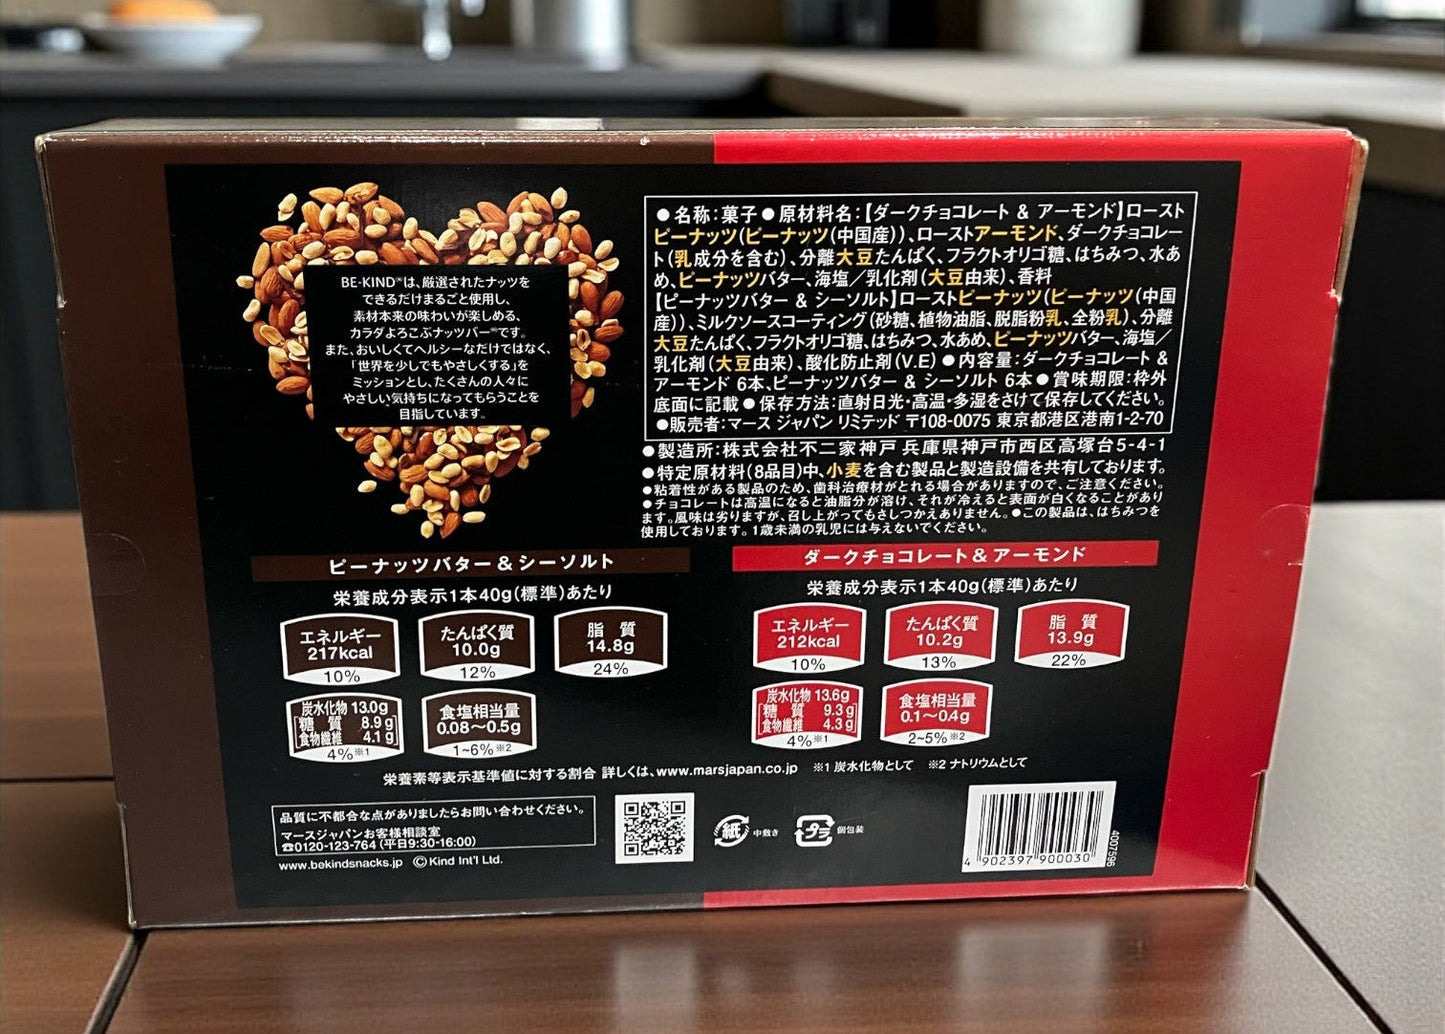 BE-KIND®は、厳選されたナッツを
できるだけまるごと使用し、
素材本来の味わいが楽しめる、
カラダよろこぶナッツバー®です。
また、おいしくてヘルシーなだけではなく、
「世界を少しでもやさしくする」を
ミッションとし、たくさんの人々に
やさしい気持ちになってもらうことを
目指しています。
●名称：菓子●原材料名：【ダークチョコレート & アーモンド】ロースト
ピーナッツ(ピーナッツ(中国産))、ローストアーモンド、ダークチョコレー
ト(乳成分を含む)、分離大豆たんぱく、フラクトオリゴ糖、はちみつ、水あ
め、ピーナッツバター、海塩／乳化剤(大豆由来)、香料
【ピーナッツバター & シーソルト】ローストピーナッツ(ピーナッツ(中国
産))、ミルクソースコーティング(砂糖、植物油脂、脱脂粉乳、全粉乳)、分離
大豆たんぱく、フラクトオリゴ糖、はちみつ、水あめ、ピーナッツバター、海塩／
乳化剤(大豆由来)、酸化防止剤(V.E)●内容量：ダークチョコレート &
アーモンド 6本、ピーナッツバター & シーソルト 6本●賞味期限：枠外
底面に記載●保存方法：直射日光・高温・多湿をさけて保存してください。
●販売者：マース ジャパン リミテッド 〒108-0075 東京都港区港南1-2-70
●製造所：株式会社不二家神戸 兵庫県神戸市西区高塚台5-4-1
●特定原材料(8品目)中、小麦を含む製品と製造設備を共有しております。
●粘着性がある製品のため、歯科治療材がとれる場合がありますので、ご注意ください。
●チョコレートは高温になると油脂分が溶け、それが冷えると表面が白くなることがあり
ます。風味は劣りますが、召し上がってもさしつかえありません。●この製品は、はちみつを
使用しております。1歳未満の乳児には与えないでください。
ピーナッツバター&シーソルト
栄養成分表示1本40g(標準)あたり
エネルギー
217kcal
10%
たんぱく質
10.0g
12%
脂 質
14.8g
24%
炭水化物 13.0g
糖 質 8.9g
食物繊維 4.1g
4%※1
食塩相当量
0.08～0.5g
1~6%※2
ダークチョコレート&アーモンド
栄養成分表示1本40g(標準)あたり
エネルギー
212kcal
10%
たんぱく質
10.2g
13%
脂 質
13.9g
22%
炭水化物 13.6g
糖 質 9.3g
食物繊維 4.3g
4%※1
食塩相当量
0.1～0.4g
2~5%※2
栄養素等表示基準値に対する割合 詳しくは、www.marsjapan.co.jp ※1 炭水化物として ※2 ナトリウムとして
品質に不都合な点がありましたらお問い合わせください。
マースジャパンお客様相談室
☎0120-123-764 (平日9:30-16:00)
www.bekindsnacks.jp ©Kind Int'l Ltd.
紙 中敷き
プラ 個包装
4 902397 900030
4007596